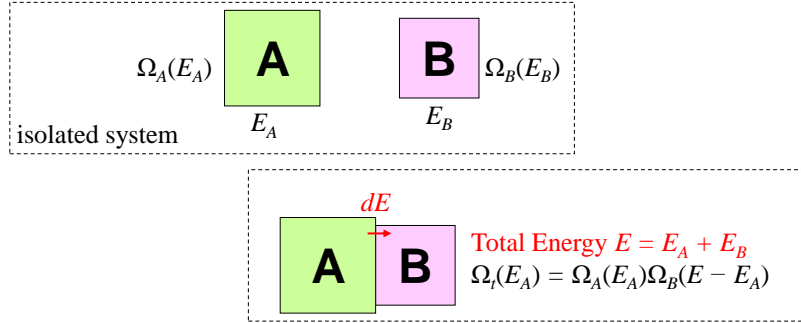 Ω_A(E_A) A B Ω_B(E_B)
E_A E_B
isolated system
dE
A B Total Energy E = E_A + E_B
Ω_t(E_A) = Ω_A(E_A)Ω_B(E − E_A)